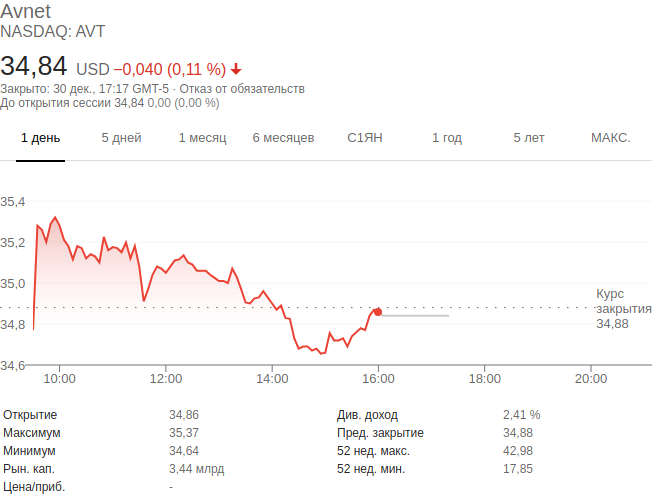 Avnet
NASDAQ: AVT
34,84 USD −0,040 (0,11 %)
Закрыто: 30 дек., 17:17 GMT-5 · Отказ от обязательств
До открытия сессии 34,84 0,00 (0,00 %)
1 день 5 дней 1 месяц 6 месяцев С1ЯН 1 год 5 лет МАКС.
35,4
35,2
35,0
34,8
34,6
Курс
закрытия
34,88
10:00 12:00 14:00 16:00 18:00 20:00
Открытие 34,86 Див. доход 2,41 %
Максимум 35,37 Пред. закрытие 34,88
Минимум 34,64 52 нед. макс. 42,98
Рын. кап. 3,44 млрд 52 нед. мин. 17,85
Цена/приб. -